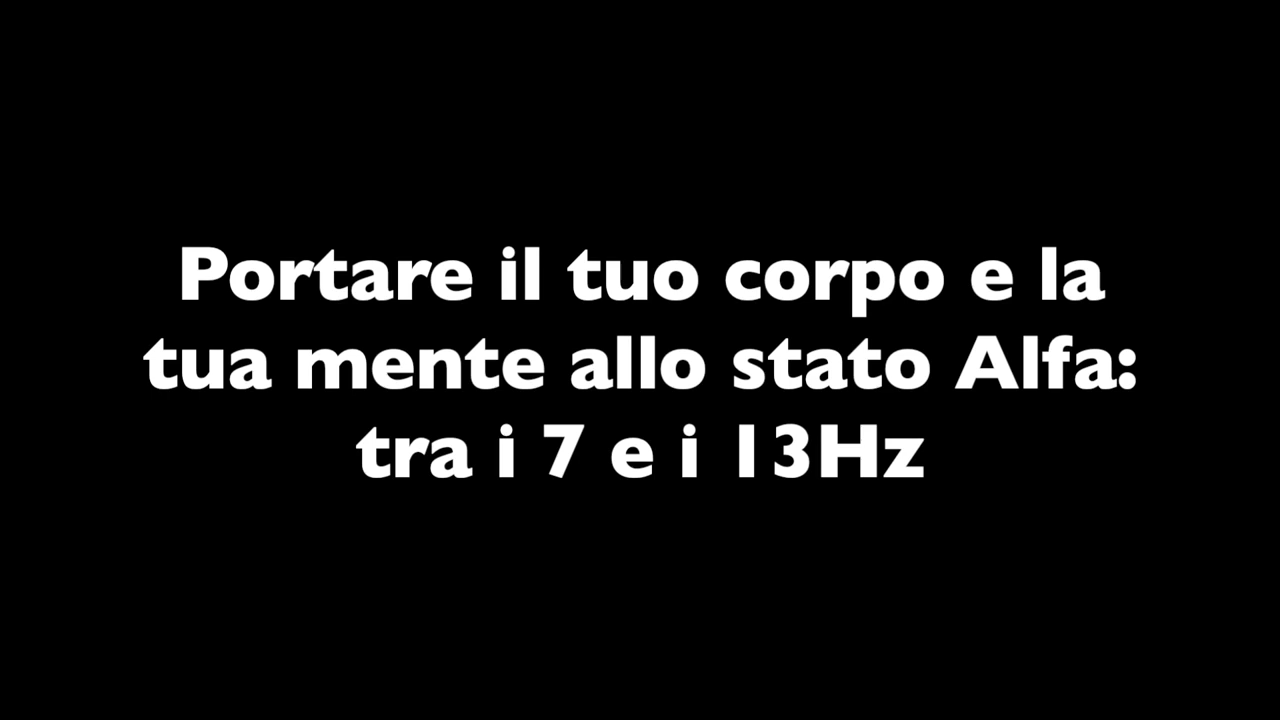 Portare il tuo corpo e la
tua mente allo stato Alfa:
tra i 7 e i 13Hz